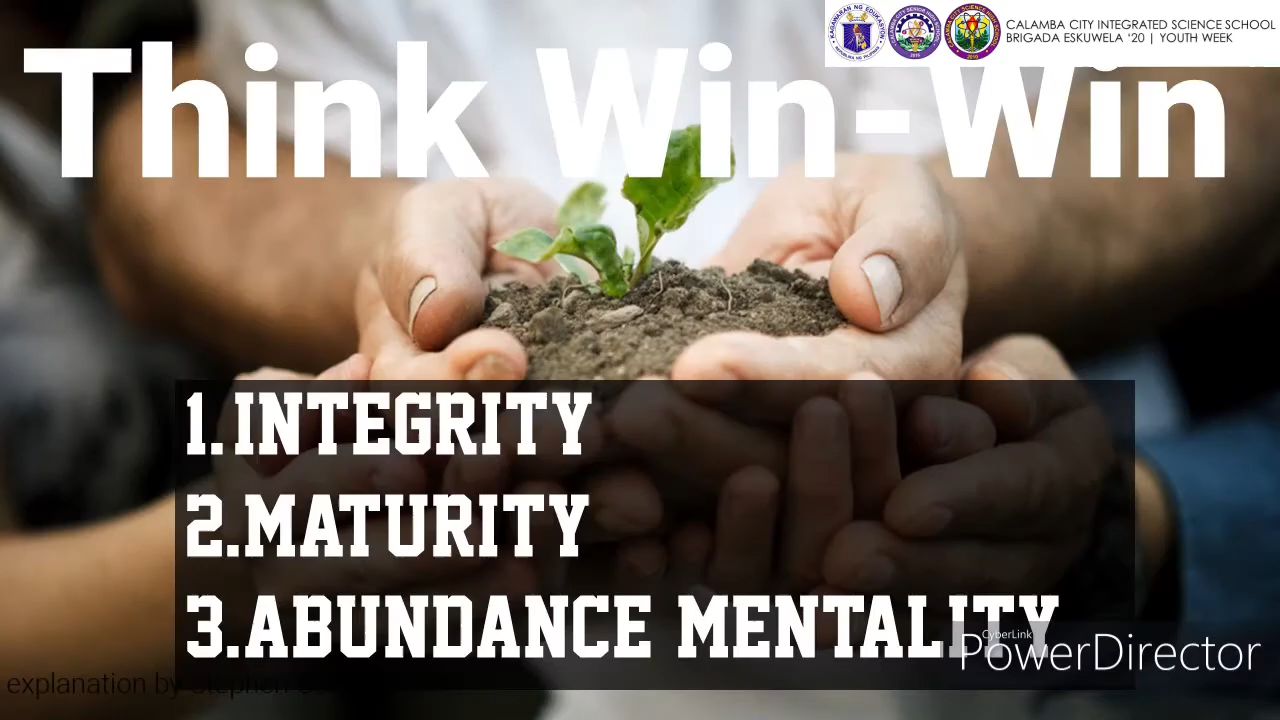 CALAMBA CITY INTEGRATED SCIENCE SCHOOL
BRIGADA ESKUWELA ‘20 | YOUTH WEEK
Think Win-Win
1.INTEGRITY
2.MATURITY
3.ABUNDANCE MENTALITY
CyberLink
PowerDirector
explanation by Stephen